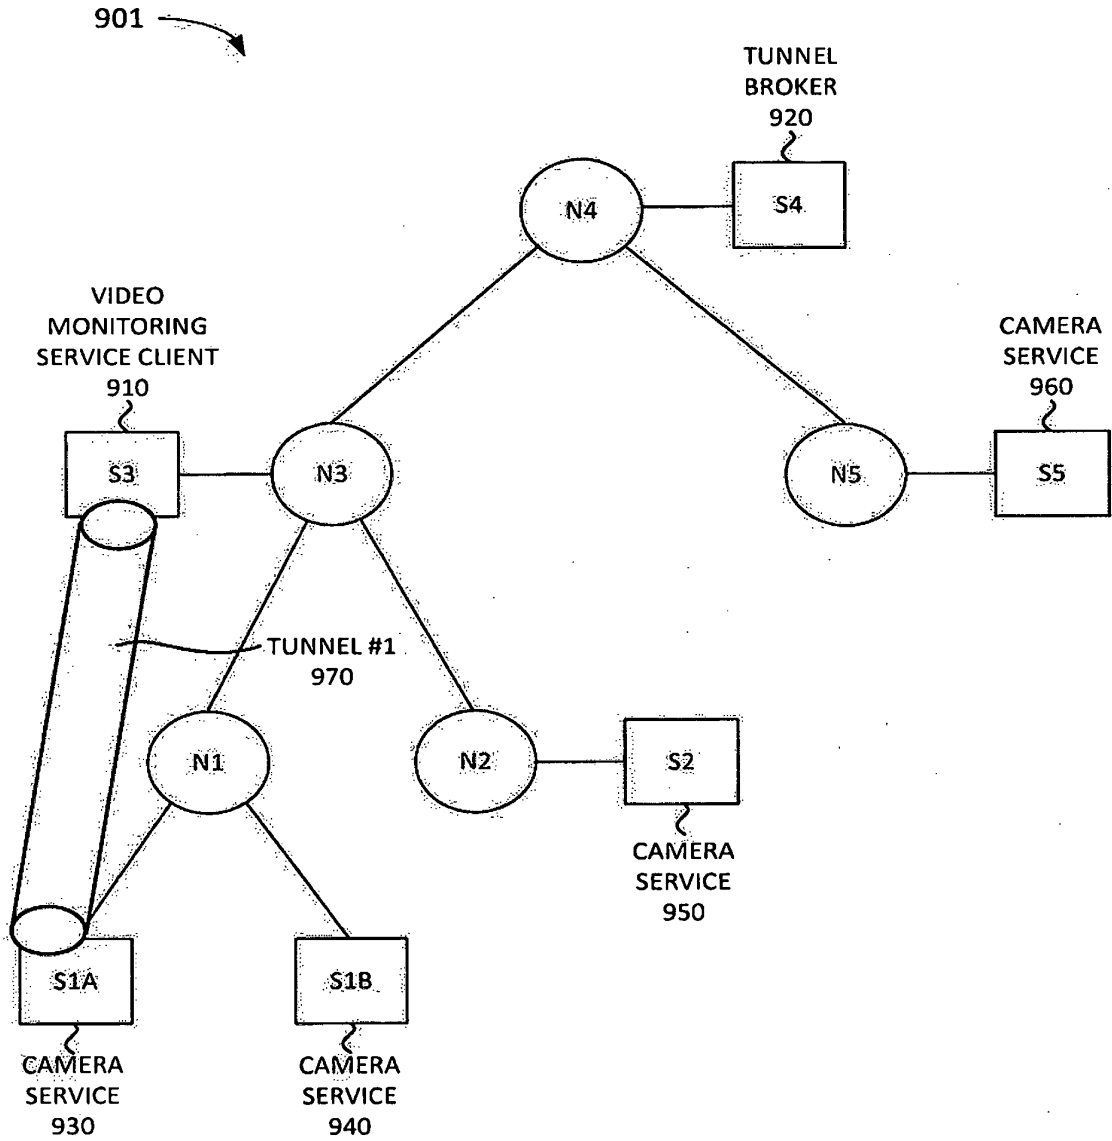 901
TUNNEL
BROKER
920
N4
S4
VIDEO
MONITORING
SERVICE CLIENT
910
CAMERA
SERVICE
960
S3
N3
N5
S5
TUNNEL #1
970
N1
N2
S2
CAMERA
SERVICE
950
S1A
S1B
CAMERA
SERVICE
930
CAMERA
SERVICE
940